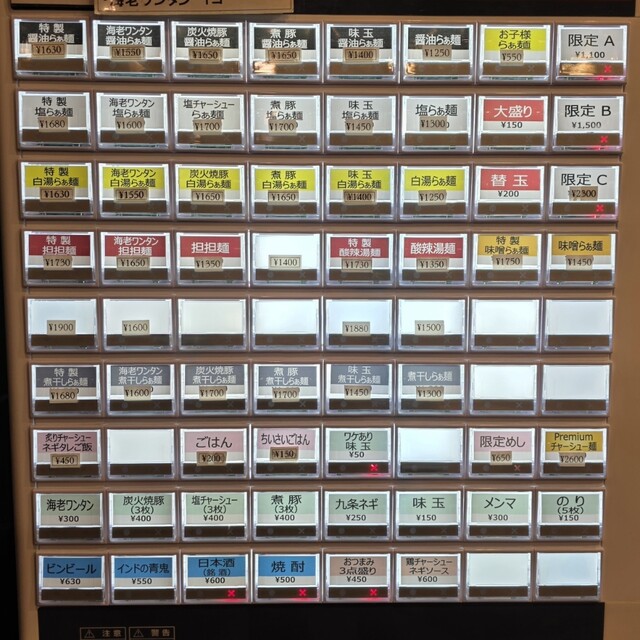 海老ワンタン
特製
醤油らぁ麺
¥1630
海老ワンタン
醤油らぁ麺
¥1550
炭火焼豚
醤油らぁ麺
¥1650
煮豚
醤油らぁ麺
¥1650
味玉
醤油らぁ麺
¥1400
醤油らぁ麺
¥1250
お子様
らぁ麺
¥550
限定A
¥1,100
特製
塩らぁ麺
¥1680
海老ワンタン
塩らぁ麺
¥1600
塩チャーシュー
らぁ麺
¥1700
煮豚
塩らぁ麺
¥1700
味玉
塩らぁ麺
¥1450
塩らぁ麺
¥1300
- 大盛り -
¥150
限定B
¥1,500
特製
白湯らぁ麺
¥1630
海老ワンタン
白湯らぁ麺
¥1550
炭火焼豚
白湯らぁ麺
¥1650
煮豚
白湯らぁ麺
¥1650
味玉
白湯らぁ麺
¥1400
白湯らぁ麺
¥1250
替玉
¥200
限定C
¥2300
特製
担担麺
¥1730
海老ワンタン
担担麺
¥1650
担担麺
¥1350
¥1400
特製
酸辣湯麺
¥1730
酸辣湯麺
¥1350
特製
味噌らぁ麺
¥1750
味噌らぁ麺
¥1450
¥1900
¥1600
¥1880
¥1500
特製
煮干しらぁ麺
¥1680
海老ワンタン
煮干しらぁ麺
¥1600
炭火焼豚
煮干しらぁ麺
¥1700
煮豚
煮干しらぁ麺
¥1700
味玉
煮干しらぁ麺
¥1450
煮干しらぁ麺
¥1300
炙りチャーシュー
ネギタレご飯
¥450
ごはん
¥200
ちいさいごはん
¥150
ワケあり
味玉
¥50
限定めし
¥650
Premium
チャーシュー麺
¥2600
海老ワンタン
¥300
炭火焼豚
(3枚)
¥400
塩チャーシュー
(3枚)
¥400
煮豚
(3枚)
¥400
九条ネギ
¥250
味玉
¥150
メンマ
¥300
のり
(5枚)
¥150
ビンビール
¥630
インドの青鬼
¥550
日本酒
(銘酒)
¥600
焼酎
¥500
おつまみ
3点盛り
¥450
鶏チャーシュー
ネギソース
¥600
注意
警告